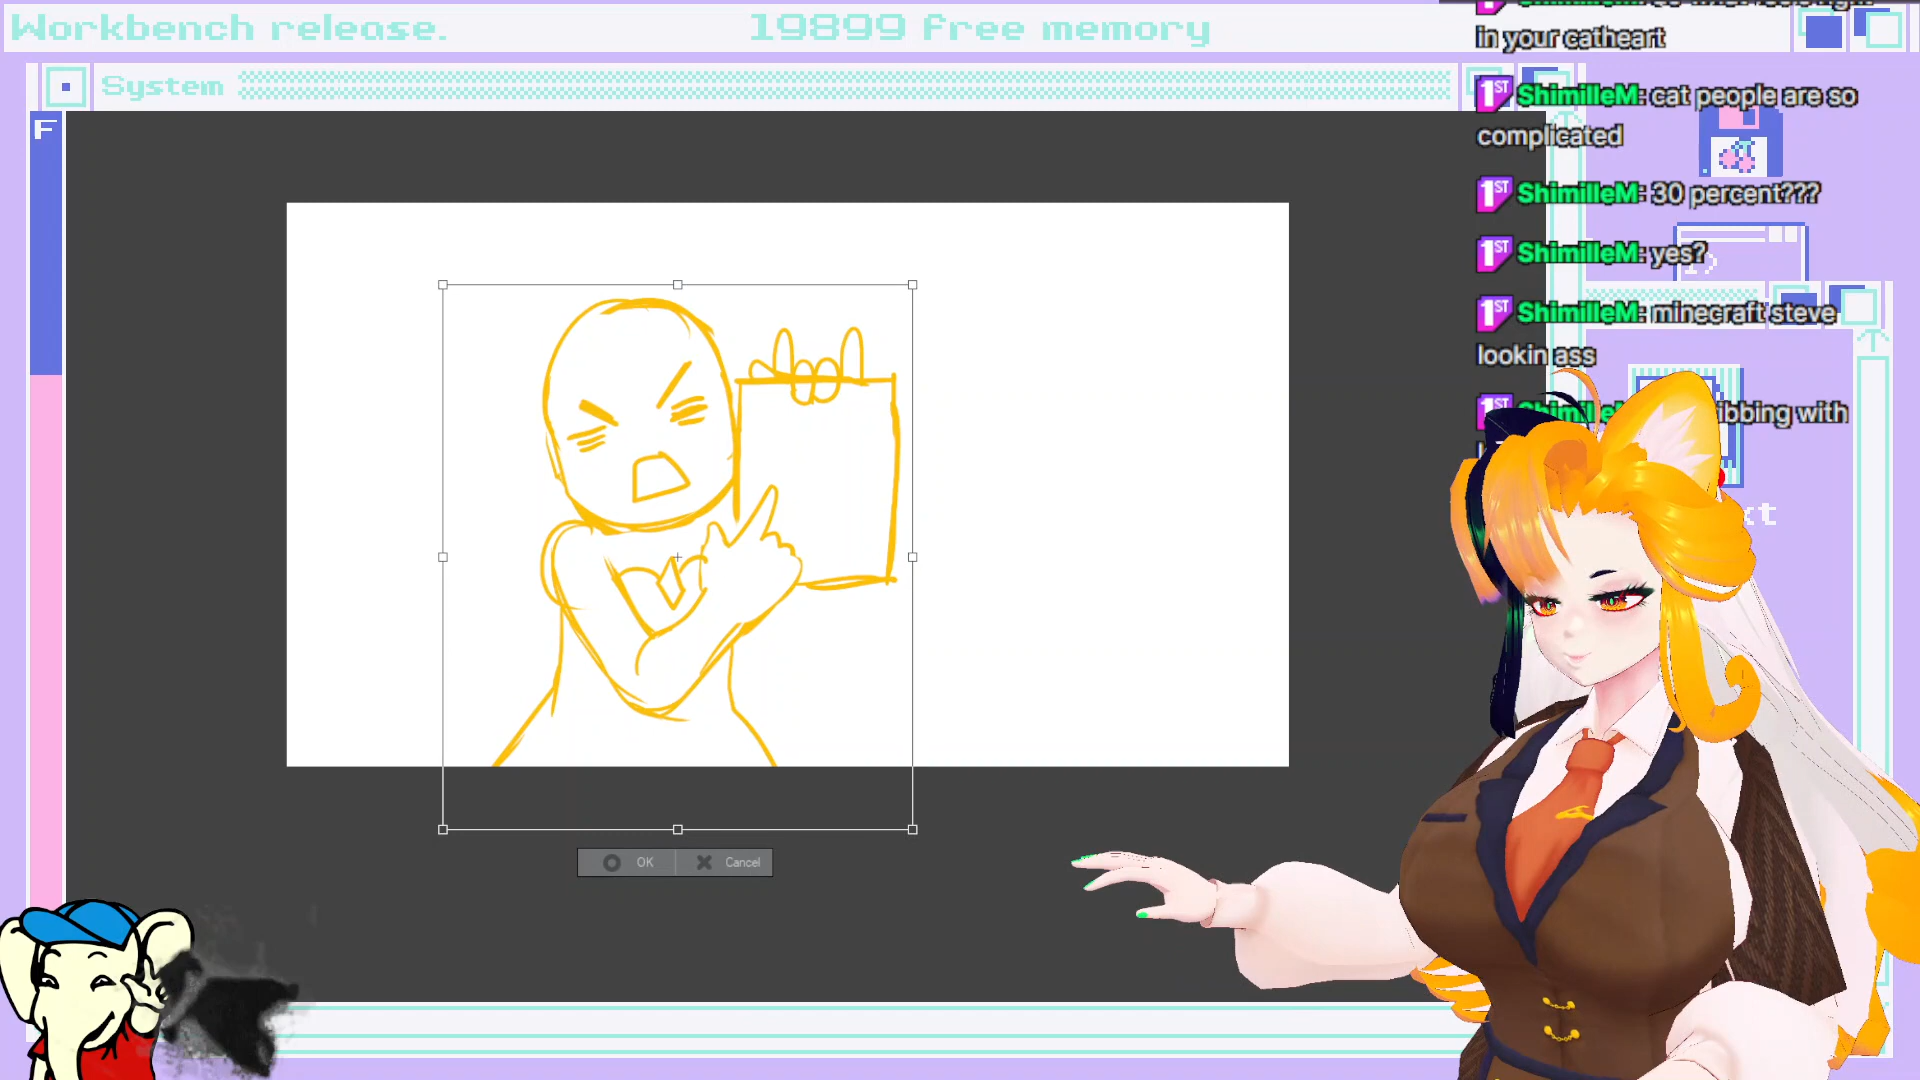 Workbench release.
19899 free memory
System
F
in your catheart
1ST ShimilleM: cat people are so
complicated
1ST ShimilleM: 30 percent???
1ST ShimilleM: yes?
1ST ShimilleM: minecraft steve
lookin ass
ibbing with
xt
OK
Cancel